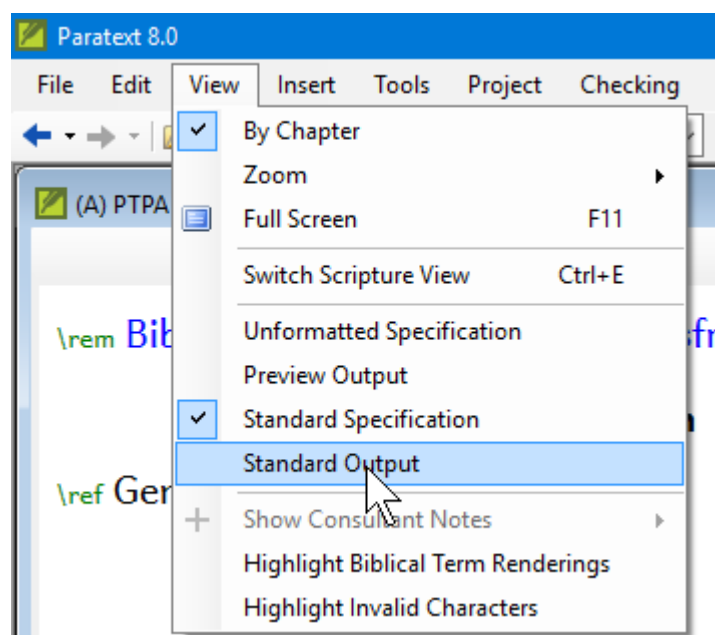 Paratext 8.0
File Edit View Insert Tools Project Checking
By Chapter
Zoom
(A) PTPA
Full Screen F11
Switch Scripture View Ctrl+E
\rem Bib
Unformatted Specification
Preview Output
Standard Specification
Standard Output
\ref Ger
Show Consultant Notes
Highlight Biblical Term Renderings
Highlight Invalid Characters